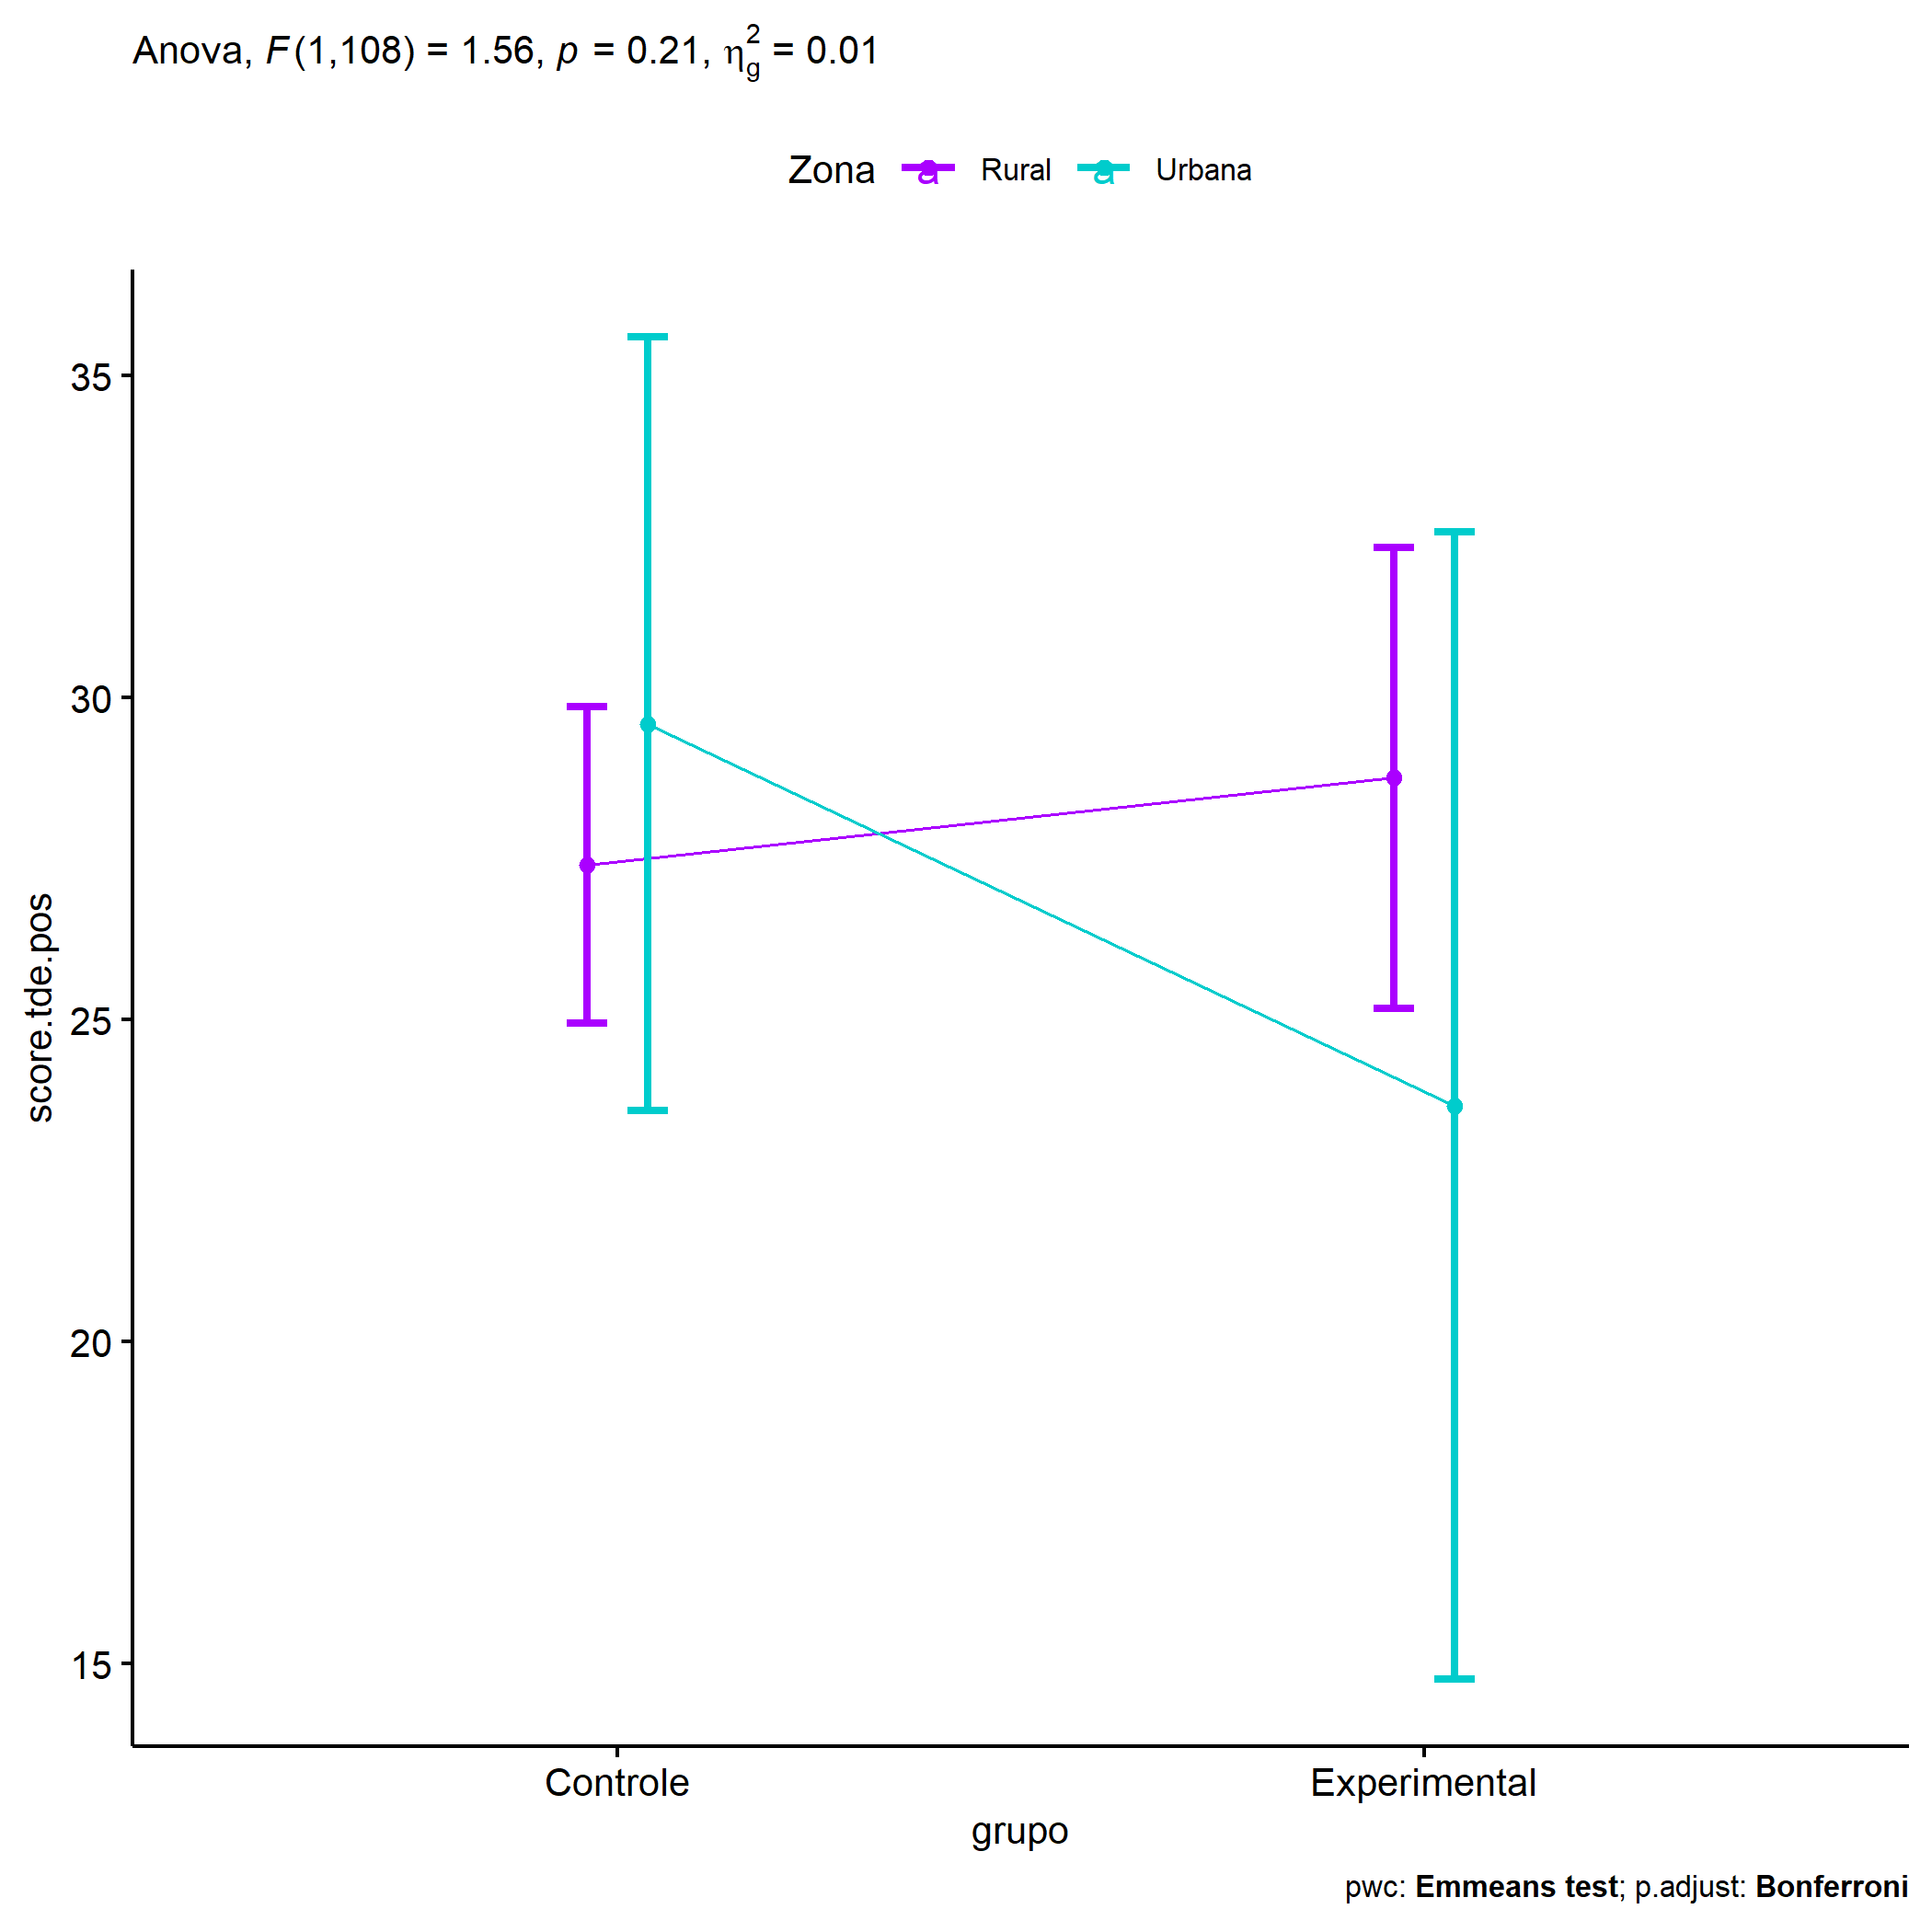 Anova, F(1,108) = 1.56, p = 0.21, η²g = 0.01
Zona a Rural a Urbana
35
30
25
20
15
score.tde.pos
Controle Experimental
grupo
pwc: Emmeans test; p.adjust: Bonferroni